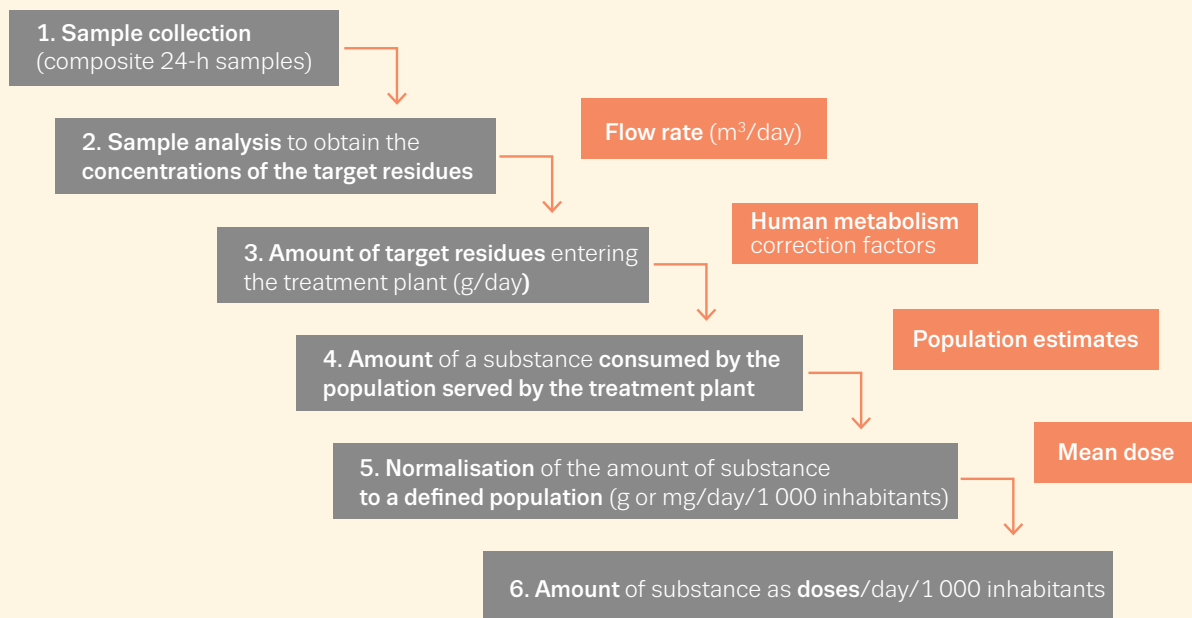 1. Sample collection
(composite 24-h samples)
2. Sample analysis to obtain the
concentrations of the target residues
Flow rate (m³/day)
3. Amount of target residues entering
the treatment plant (g/day)
Human metabolism
correction factors
4. Amount of a substance consumed by the
population served by the treatment plant
Population estimates
5. Normalisation of the amount of substance
to a defined population (g or mg/day/1 000 inhabitants)
Mean dose
6. Amount of substance as doses/day/1 000 inhabitants